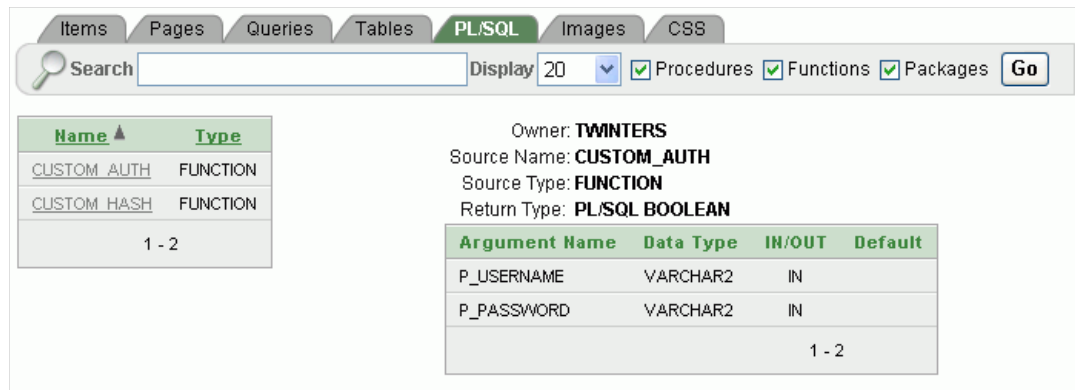 Items Pages Queries Tables PL/SQL Images CSS
Search Display 20 Procedures Functions Packages Go
Name Type
CUSTOM_AUTH FUNCTION
CUSTOM_HASH FUNCTION
1 - 2
Owner: TWINTERS
Source Name: CUSTOM_AUTH
Source Type: FUNCTION
Return Type: PL/SQL BOOLEAN
Argument Name Data Type IN/OUT Default
P_USERNAME VARCHAR2 IN
P_PASSWORD VARCHAR2 IN
1 - 2